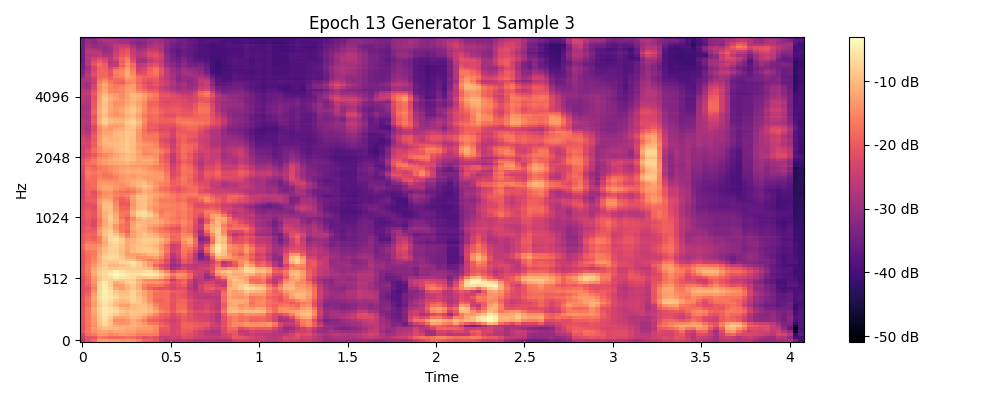 Epoch 13 Generator 1 Sample 3
Hz
4096
2048
1024
512
0
0 0.5 1 1.5 2 2.5 3 3.5 4
Time
-10 dB
-20 dB
-30 dB
-40 dB
-50 dB